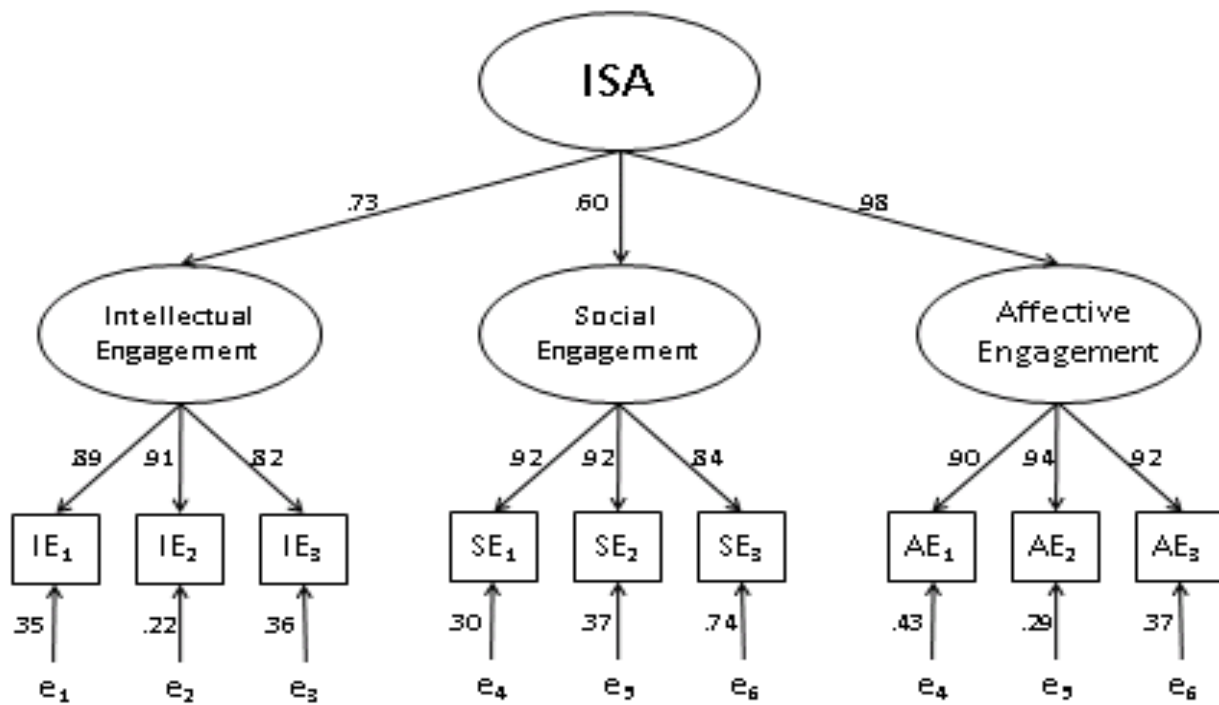 ISA
.73 .60 .98
Intellectual Engagement
Social Engagement
Affective Engagement
.89 .91 .82 .92 .92 .84 .90 .94 .92
IE₁ IE₂ IE₃ SE₁ SE₂ SE₃ AE₁ AE₂ AE₃
.35 .22 .36 .30 .37 .74 .43 .29 .37
e₁ e₂ e₃ e₄ e₅ e₆ e₄ e₅ e₆